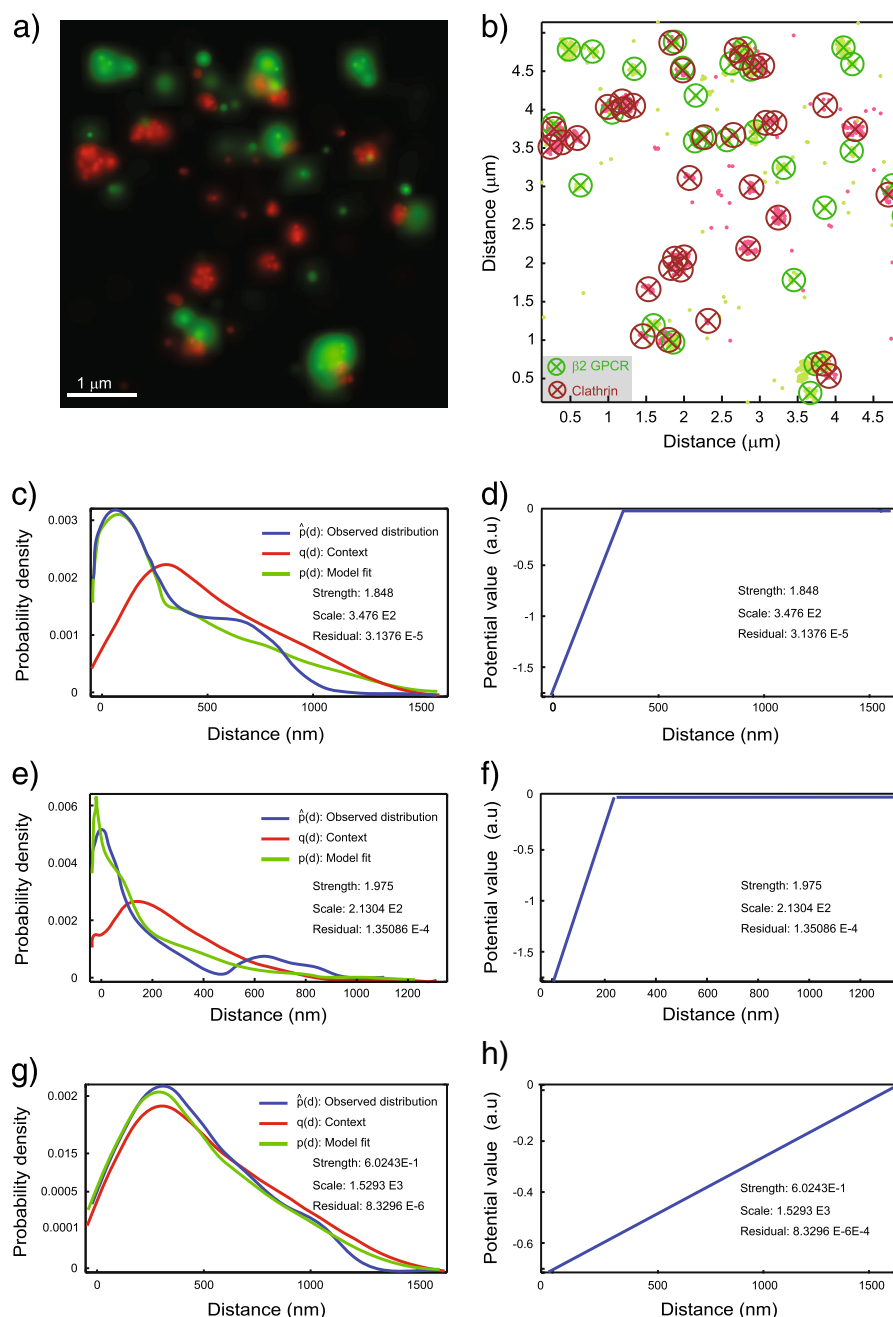 a)
1 μm
b)
Distance (μm)
4.5
4
3.5
3
2.5
2
1.5
1
0.5
β2 GPCR
Clathrin
0.5 1 1.5 2 2.5 3 3.5 4 4.5
Distance (μm)
c)
Probability density
0.003
0.002
0.001
0
p̂(d): Observed distribution
q(d): Context
p(d): Model fit
Strength: 1.848
Scale: 3.476 E2
Residual: 3.1376 E-5
0 500 1000 1500
Distance (nm)
d)
Potential value (a.u)
0
-0.5
-1
-1.5
Strength: 1.848
Scale: 3.476 E2
Residual: 3.1376 E-5
0 500 1000 1500
Distance (nm)
e)
Probability density
0.006
0.004
0.002
0
p̂(d): Observed distribution
q(d): Context
p(d): Model fit
Strength: 1.975
Scale: 2.1304 E2
Residual: 1.35086 E-4
0 200 400 600 800 1000 1200
Distance (nm)
f)
Potential value (a.u)
0
-0.5
-1
-1.5
0
Strength: 1.975
Scale: 2.1304 E2
Residual: 1.35086 E-4
0 200 400 600 800 1000 1200
Distance (nm)
g)
Probability density
0.002
0.015
0.0005
0.0001
0
p̂(d): Observed distribution
q(d): Context
p(d): Model fit
Strength: 6.0243E-1
Scale: 1.5293 E3
Residual: 8.3296 E-6
0 500 1000 1500
Distance (nm)
h)
Potential value (a.u)
0
-0.2
-0.4
-0.6
Strength: 6.0243E-1
Scale: 1.5293 E3
Residual: 8.3296 E-6E-4
0 500 1000 1500
Distance (nm)